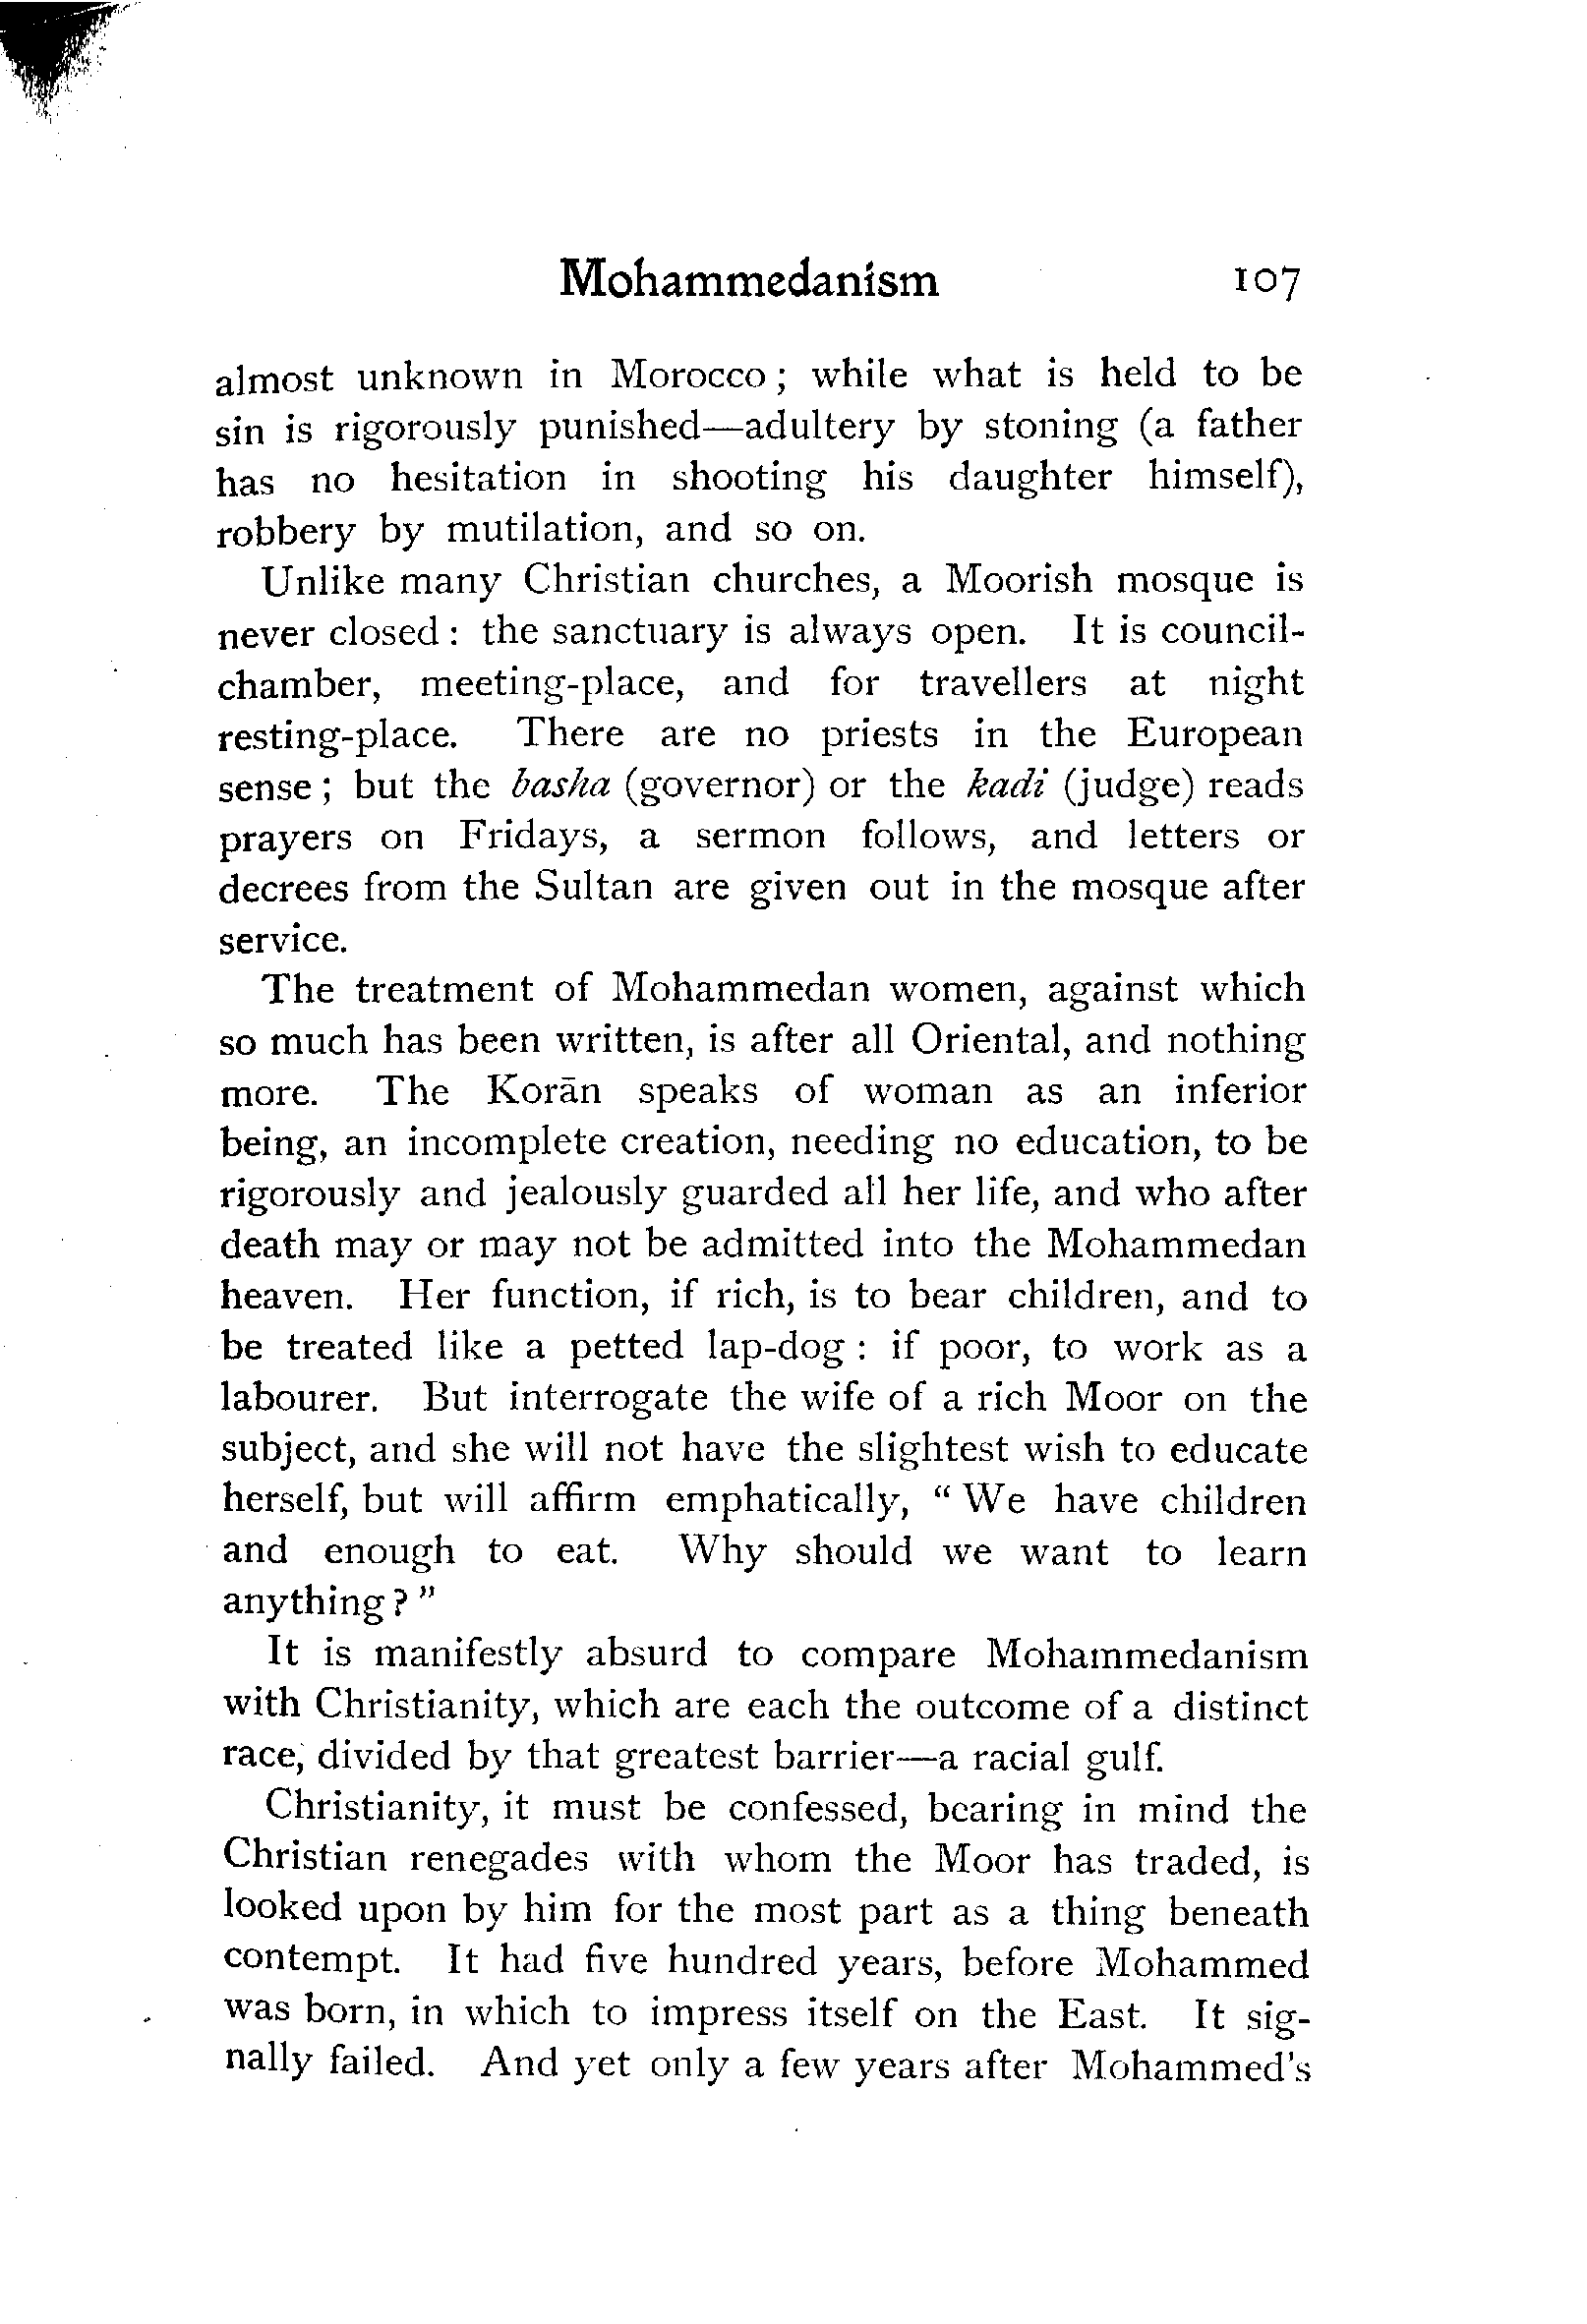 Mohammedanism 107
almost unknown in Morocco ; while what is held to be
sin is rigorously punished—adultery by stoning (a father
has no hesitation in shooting his daughter himself),
robbery by mutilation, and so on.
Unlike many Christian churches, a Moorish mosque is
never closed : the sanctuary is always open. It is council-
chamber, meeting-place, and for travellers at night
resting-place. There are no priests in the European
sense ; but the basha (governor) or the kadi (judge) reads
prayers on Fridays, a sermon follows, and letters or
decrees from the Sultan are given out in the mosque after
service.
The treatment of Mohammedan women, against which
so much has been written, is after all Oriental, and nothing
more. The Korān speaks of woman as an inferior
being, an incomplete creation, needing no education, to be
rigorously and jealously guarded all her life, and who after
death may or may not be admitted into the Mohammedan
heaven. Her function, if rich, is to bear children, and to
be treated like a petted lap-dog : if poor, to work as a
labourer. But interrogate the wife of a rich Moor on the
subject, and she will not have the slightest wish to educate
herself, but will affirm emphatically, “ We have children
and enough to eat. Why should we want to learn
anything ? ”
It is manifestly absurd to compare Mohammedanism
with Christianity, which are each the outcome of a distinct
race, divided by that greatest barrier—a racial gulf.
Christianity, it must be confessed, bearing in mind the
Christian renegades with whom the Moor has traded, is
looked upon by him for the most part as a thing beneath
contempt. It had five hundred years, before Mohammed
was born, in which to impress itself on the East. It sig-
nally failed. And yet only a few years after Mohammed's